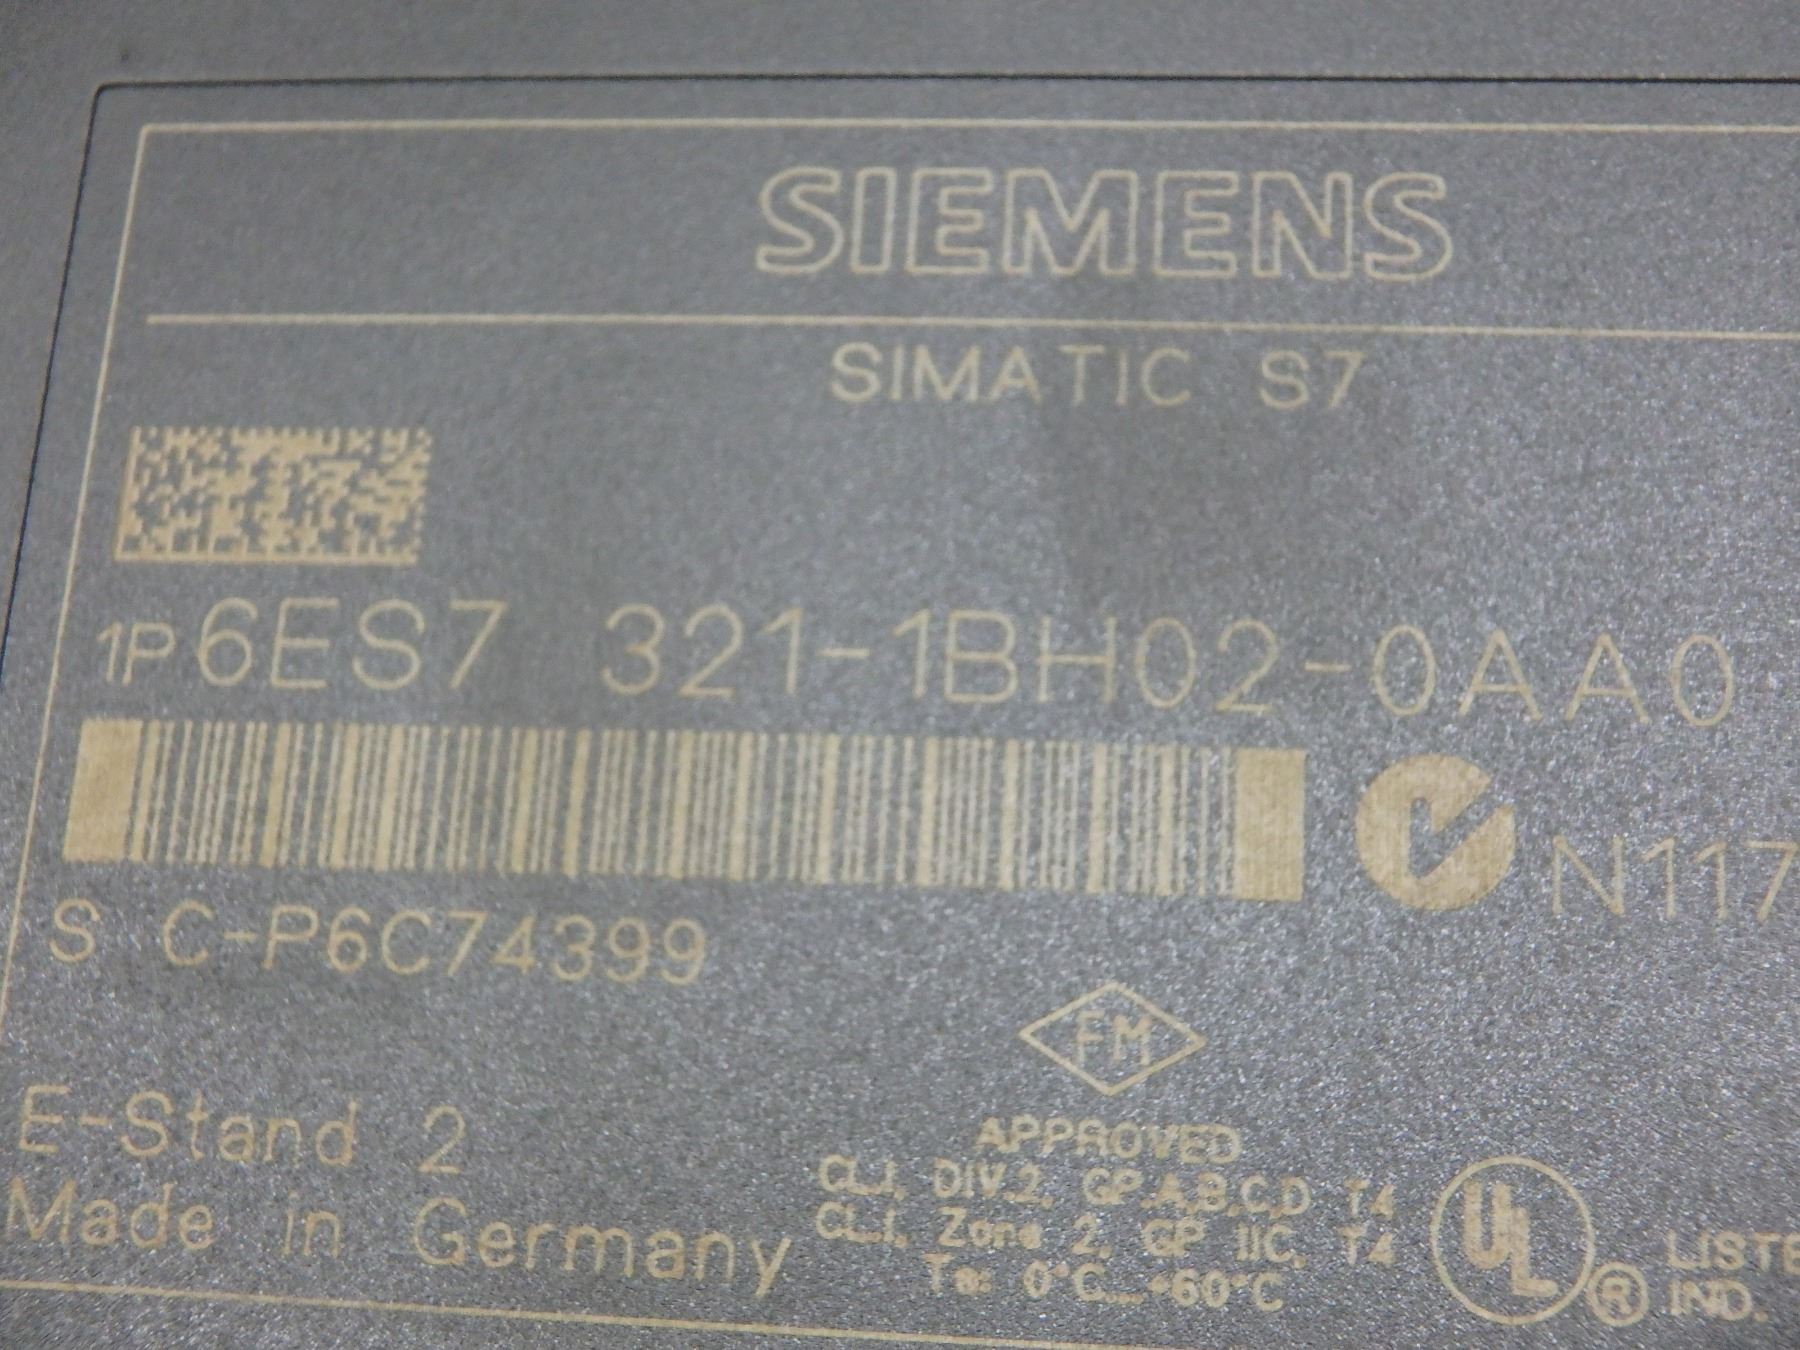 SIEMENS
SIMATIC S7
1P 6ES7 321-1BH02-0AA0
N117
S C-P6C74399
FM
APPROVED
E-Stand 2
CL.I, DIV.2, GP.A,B,C,D T4
CL.I, Zone 2, GP IIC, T4
Made in Germany
Ta: 0°C...+60°C
UL
LISTE
® IND.